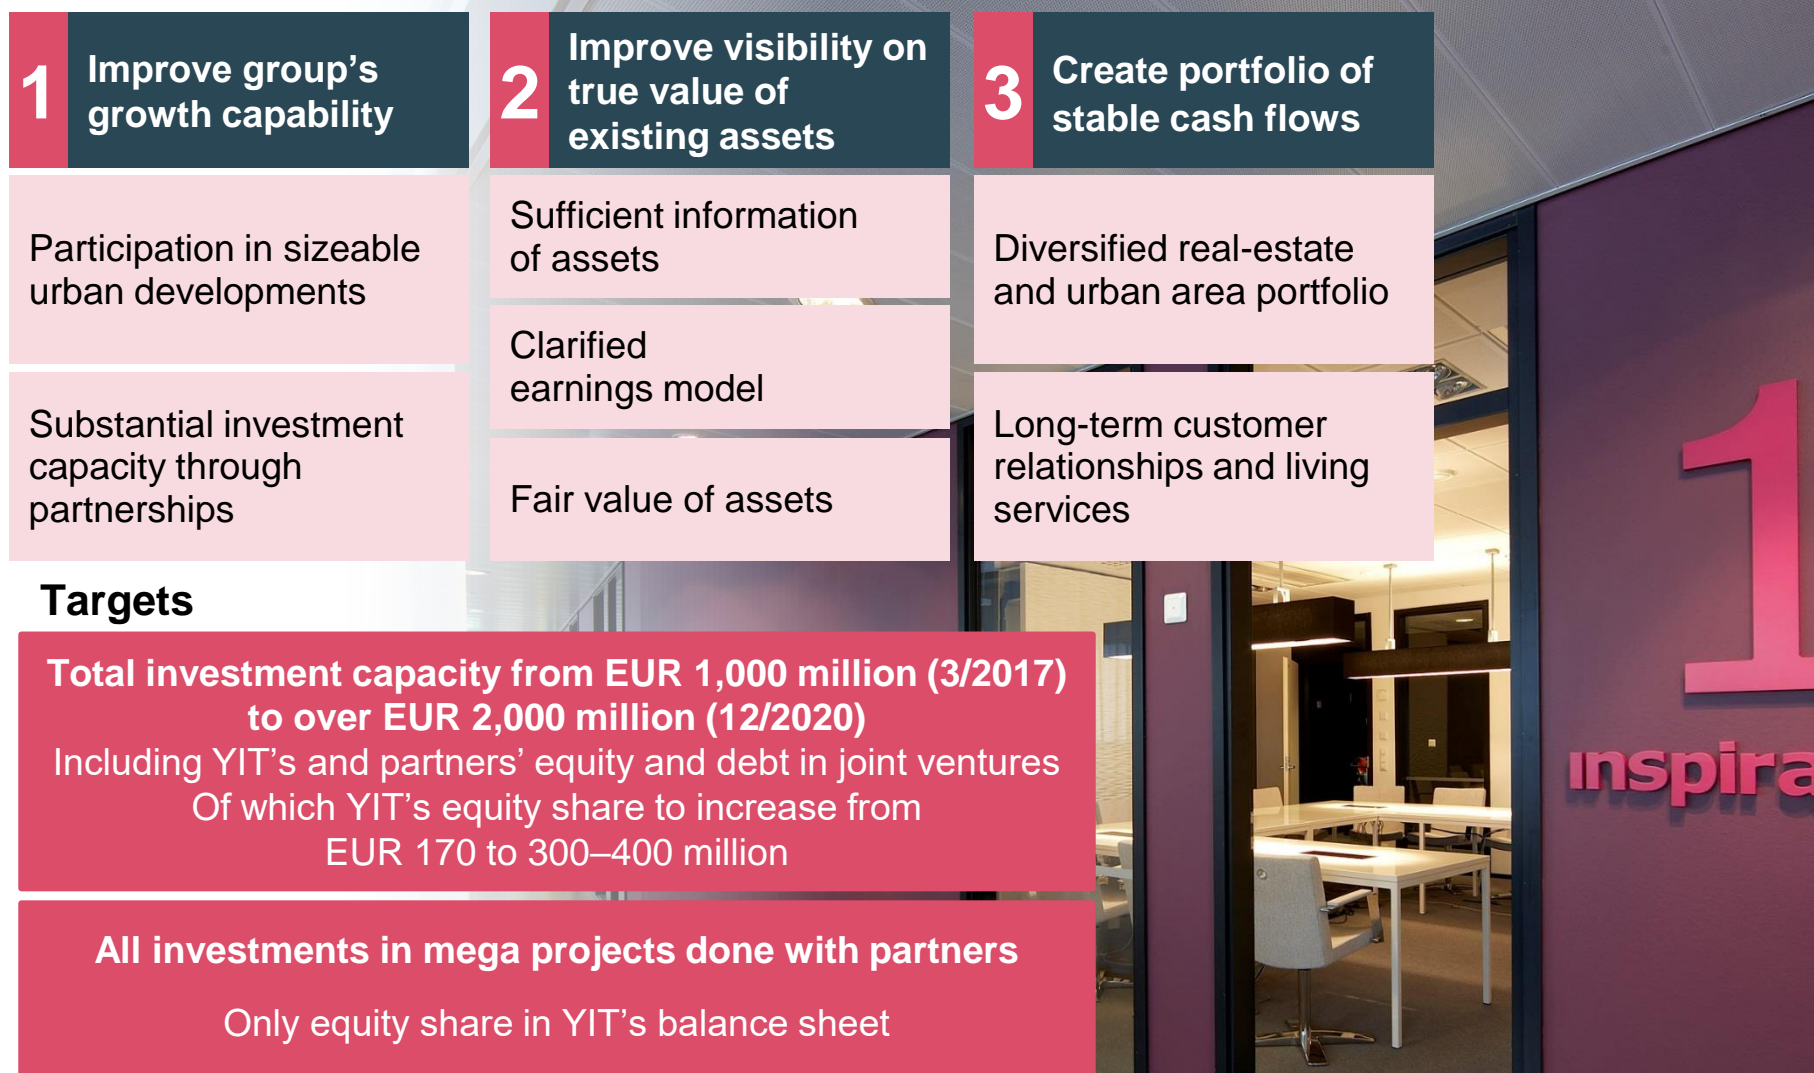 1
Improve group’s
growth capability
Participation in sizeable
urban developments
Substantial investment
capacity through
partnerships
2
Improve visibility on
true value of
existing assets
Sufficient information
of assets
Clarified
earnings model
Fair value of assets
3
Create portfolio of
stable cash flows
Diversified real-estate
and urban area portfolio
Long-term customer
relationships and living
services
Targets
Total investment capacity from EUR 1,000 million (3/2017)
to over EUR 2,000 million (12/2020)
Including YIT’s and partners’ equity and debt in joint ventures
Of which YIT’s equity share to increase from
EUR 170 to 300–400 million
All investments in mega projects done with partners
Only equity share in YIT’s balance sheet
1
inspira